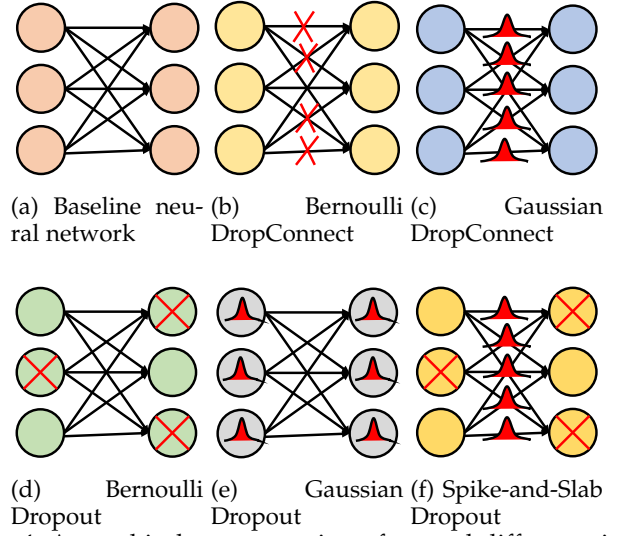 (a) Baseline neu-
ral network
(b) Bernoulli
DropConnect
(c) Gaussian
DropConnect
(d) Bernoulli
Dropout
(e) Gaussian
Dropout
(f) Spike-and-Slab
Dropout